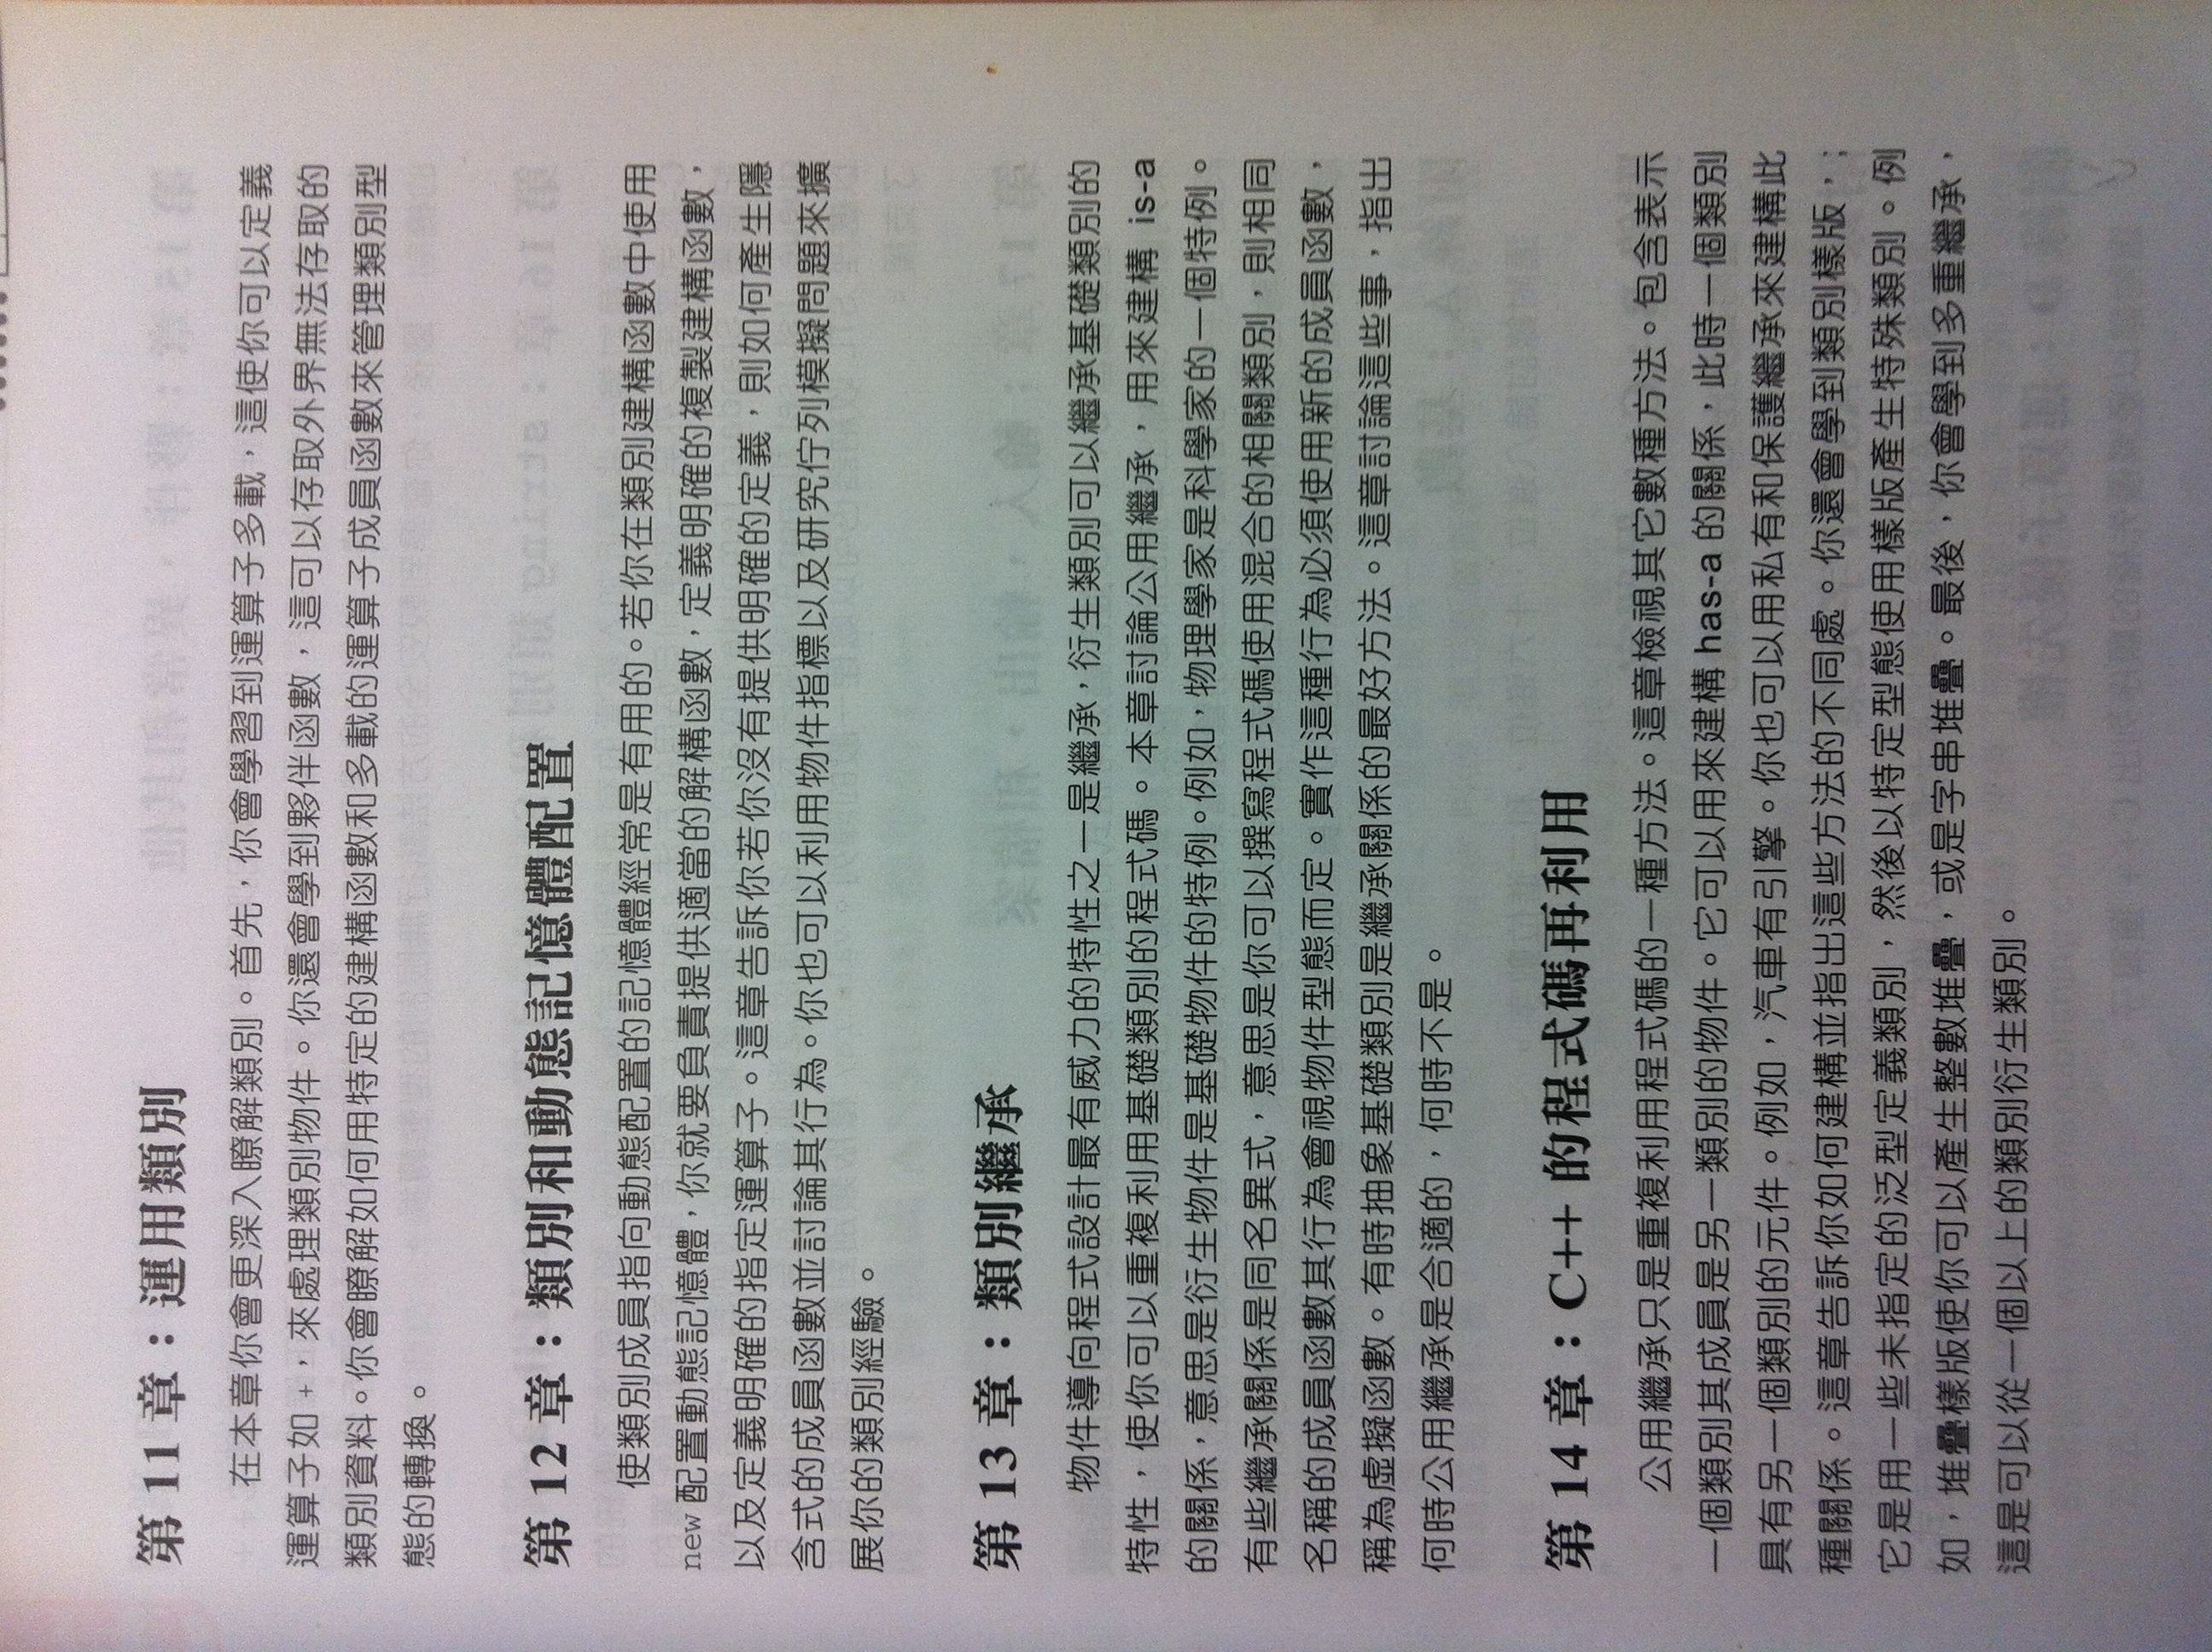 第 11 章：運用類別
在本章你會更深入瞭解類別。首先，你會學習到運算子多載，這使你可以定義
運算子如 +，來處理類別物件。你還會學到夥伴函數，這可以存取外界無法存取的
類別資料。你會瞭解如何用特定的建構函數和多載的運算子成員函數來管理類別型
態的轉換。
第 12 章：類別和動態記憶體配置
使類別成員指向動態配置的記憶體經常是有用的。若你在類別建構函數中使用
new 配置動態記憶體，你就要負責提供適當的解構函數，定義明確的複製建構函數，
以及定義明確的指定運算子。這章告訴你若你沒有提供明確的定義，則如何產生隱
含式的成員函數並討論其行為。你也可以利用物件指標以及研究佇列模擬問題來擴
展你的類別經驗。
第 13 章：類別繼承
物件導向程式設計最有威力的特性之一是繼承，衍生類別可以繼承基礎類別的
特性，使你可以重複利用基礎類別的程式碼。本章討論公用繼承，用來建構 is-a
的關係，意思是衍生物件是基礎物件的特例。例如，物理學家是科學家的一個特例。
有些繼承關係是同名異式，意思是你可以撰寫程式碼使用混合的相關類別，則相同
名稱的成員函數其行為會視物件型態而定。實作這種行為必須使用新的成員函數，
稱為虛擬函數。有時抽象基礎類別是繼承關係的最好方法。這章討論這些事，指出
何時公用繼承是合適的，何時不是。
第 14 章：C++ 的程式碼再利用
公用繼承只是重複利用程式碼的一種方法。這章檢視其它數種方法。包含表示
一個類別其成員是另一類別的物件。它可以用來建構 has-a 的關係，此時一個類別
具有另一個類別的元件。例如，汽車有引擎。你也可以用私有和保護繼承來建構此
種關係。這章告訴你如何建構並指出這些方法的不同處。你還會學到類別樣版，
它是用一些未指定的泛型定義類別，然後以特定型態使用樣版產生特殊類別。例
如，堆疊樣版使你可以產生整數堆疊，或是字串堆疊。最後，你會學到多重繼承，
這是可以從一個以上的類別衍生類別。